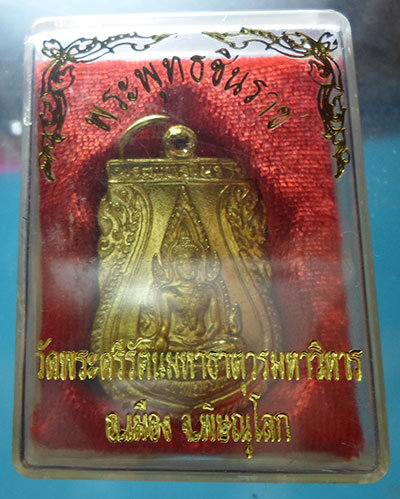 พระพุทธชินราช
วัดพระศรีรัตนมหาธาตุวรมหาวิหาร
อ.เมือง จ.พิษณุโลก